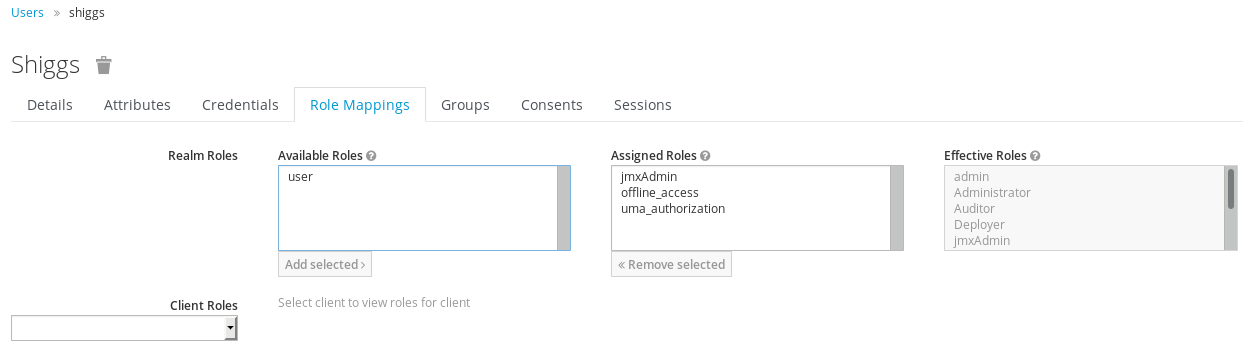 Users » shiggs
Shiggs
Details Attributes Credentials Role Mappings Groups Consents Sessions
Realm Roles
Available Roles
user
Add selected ›
Assigned Roles
jmxAdmin
offline_access
uma_authorization
« Remove selected
Effective Roles
admin
Administrator
Auditor
Deployer
jmxAdmin
Client Roles
Select client to view roles for client